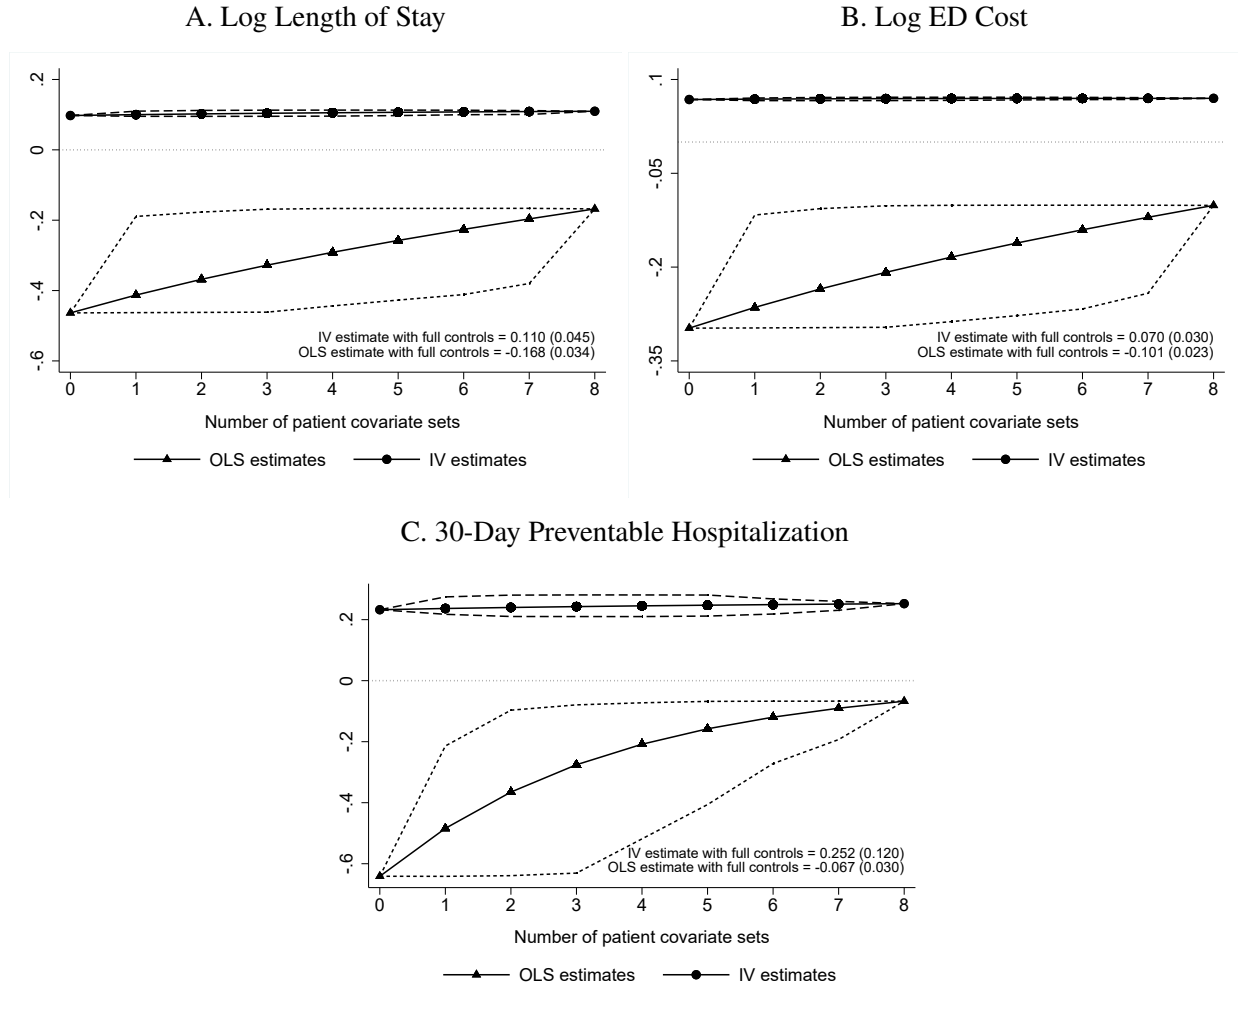 A. Log Length of Stay
.2
0
-.2
-.4
-.6
IV estimate with full controls = 0.110 (0.045)
OLS estimate with full controls = -0.168 (0.034)
0 1 2 3 4 5 6 7 8
Number of patient covariate sets
OLS estimates IV estimates
B. Log ED Cost
.1
-.05
-.2
-.35
IV estimate with full controls = 0.070 (0.030)
OLS estimate with full controls = -0.101 (0.023)
0 1 2 3 4 5 6 7 8
Number of patient covariate sets
OLS estimates IV estimates
C. 30-Day Preventable Hospitalization
.2
0
-.2
-.4
-.6
IV estimate with full controls = 0.252 (0.120)
OLS estimate with full controls = -0.067 (0.030)
0 1 2 3 4 5 6 7 8
Number of patient covariate sets
OLS estimates IV estimates